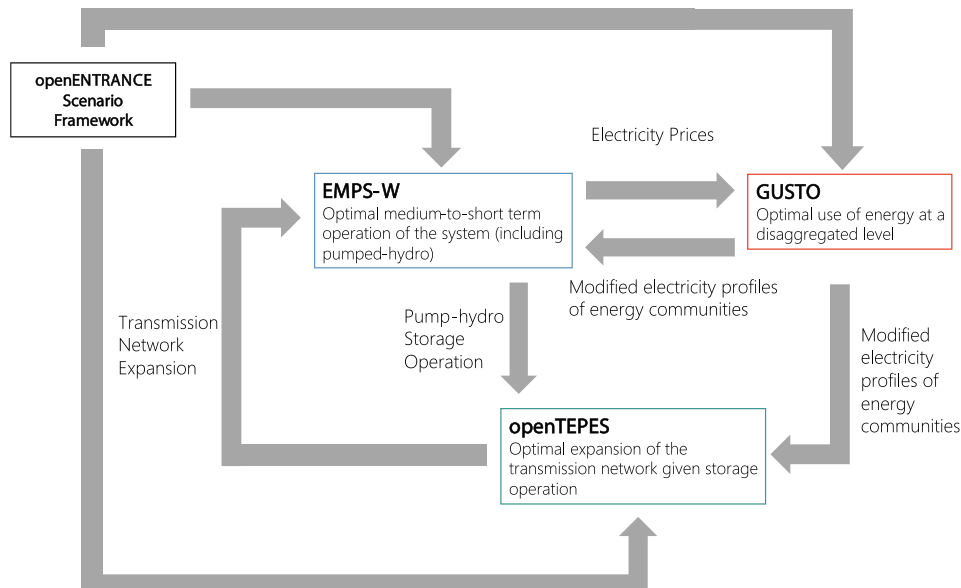 openENTRANCE
Scenario
Framework
Electricity Prices
EMPS-W
Optimal medium-to-short term
operation of the system (including
pumped-hydro)
GUSTO
Optimal use of energy at a
disaggregated level
Modified electricity profiles
of energy communities
Transmission
Network
Expansion
Pump-hydro
Storage
Operation
Modified
electricity
profiles of
energy
communities
openTEPES
Optimal expansion of the
transmission network given storage
operation